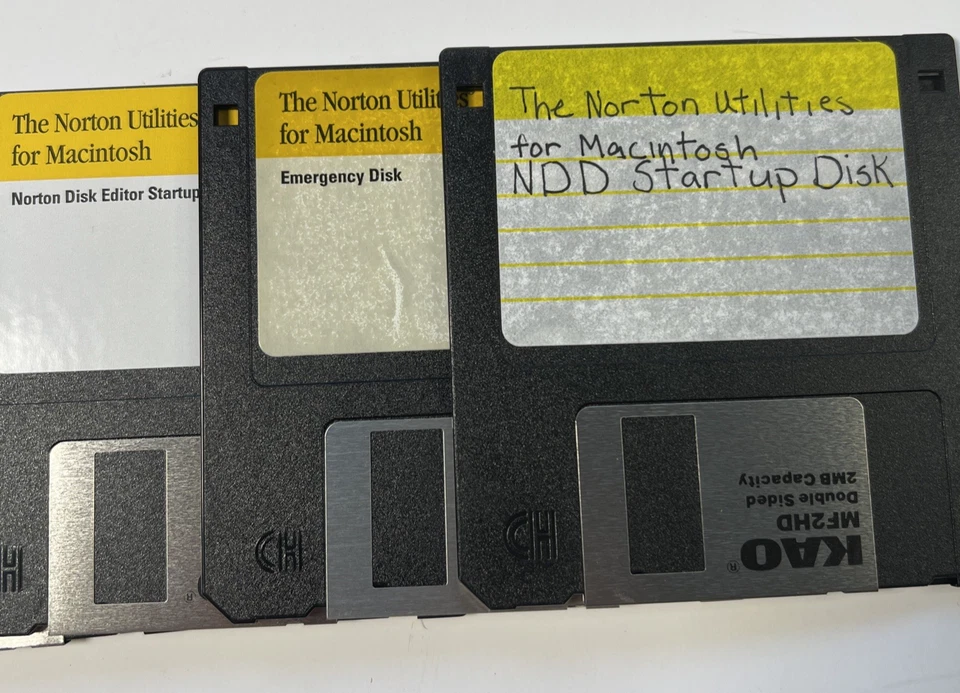 The Norton Utilities
for Macintosh
Norton Disk Editor Startup
The Norton Utilities
for Macintosh
Emergency Disk
The Norton Utilities
for Macintosh
NDD Startup Disk
KAO®
MF2HD
Double Sided
2MB Capacity